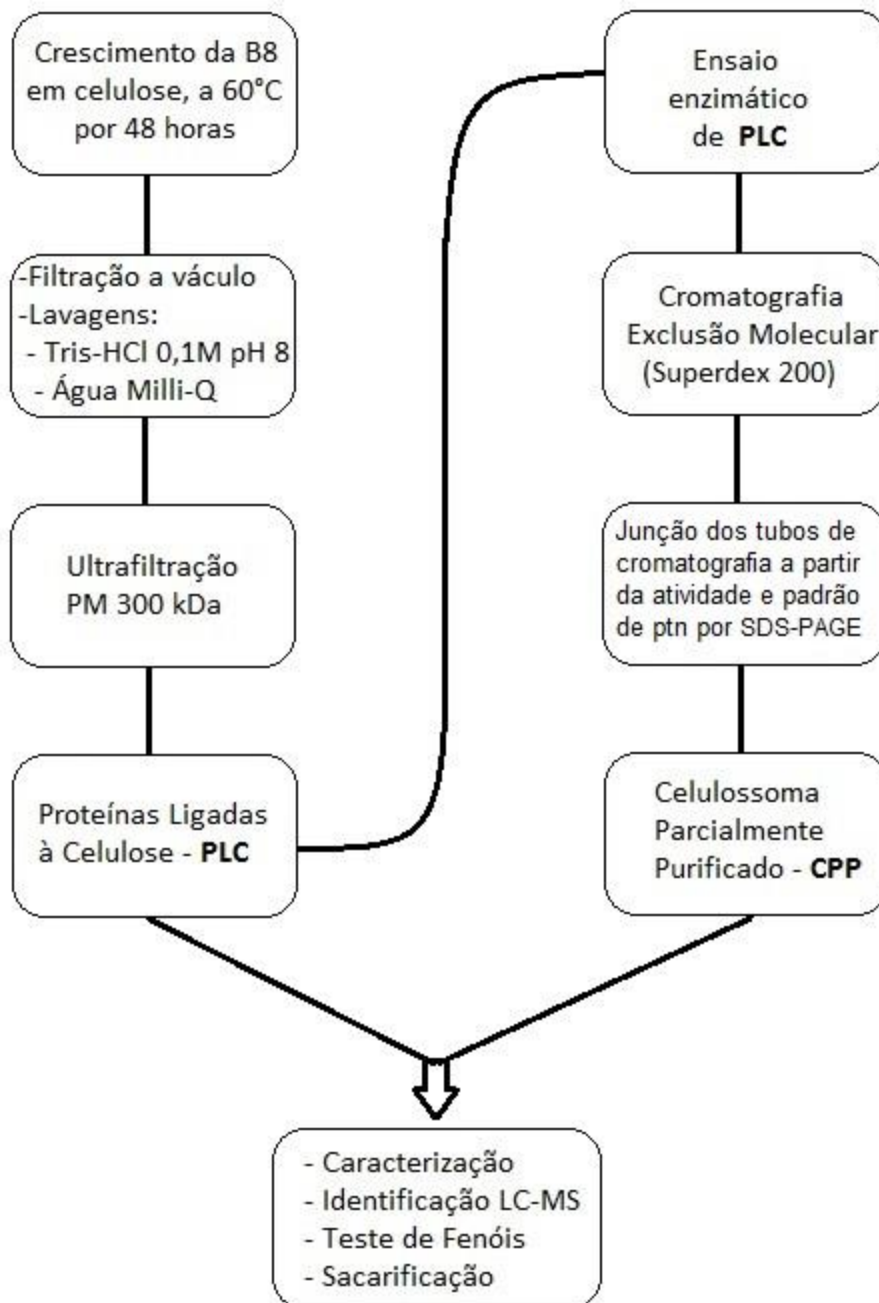 Crescimento da B8
em celulose, a 60°C
por 48 horas
-Filtração a váculo
-Lavagens:
- Tris-HCl 0,1M pH 8
- Água Milli-Q
Ultrafiltração
PM 300 kDa
Proteínas Ligadas
à Celulose - PLC
Ensaio
enzimático
de PLC
Cromatografia
Exclusão Molecular
(Superdex 200)
Junção dos tubos de
cromatografia a partir
da atividade e padrão
de ptn por SDS-PAGE
Celulossoma
Parcialmente
Purificado - CPP
- Caracterização
- Identificação LC-MS
- Teste de Fenóis
- Sacarificação